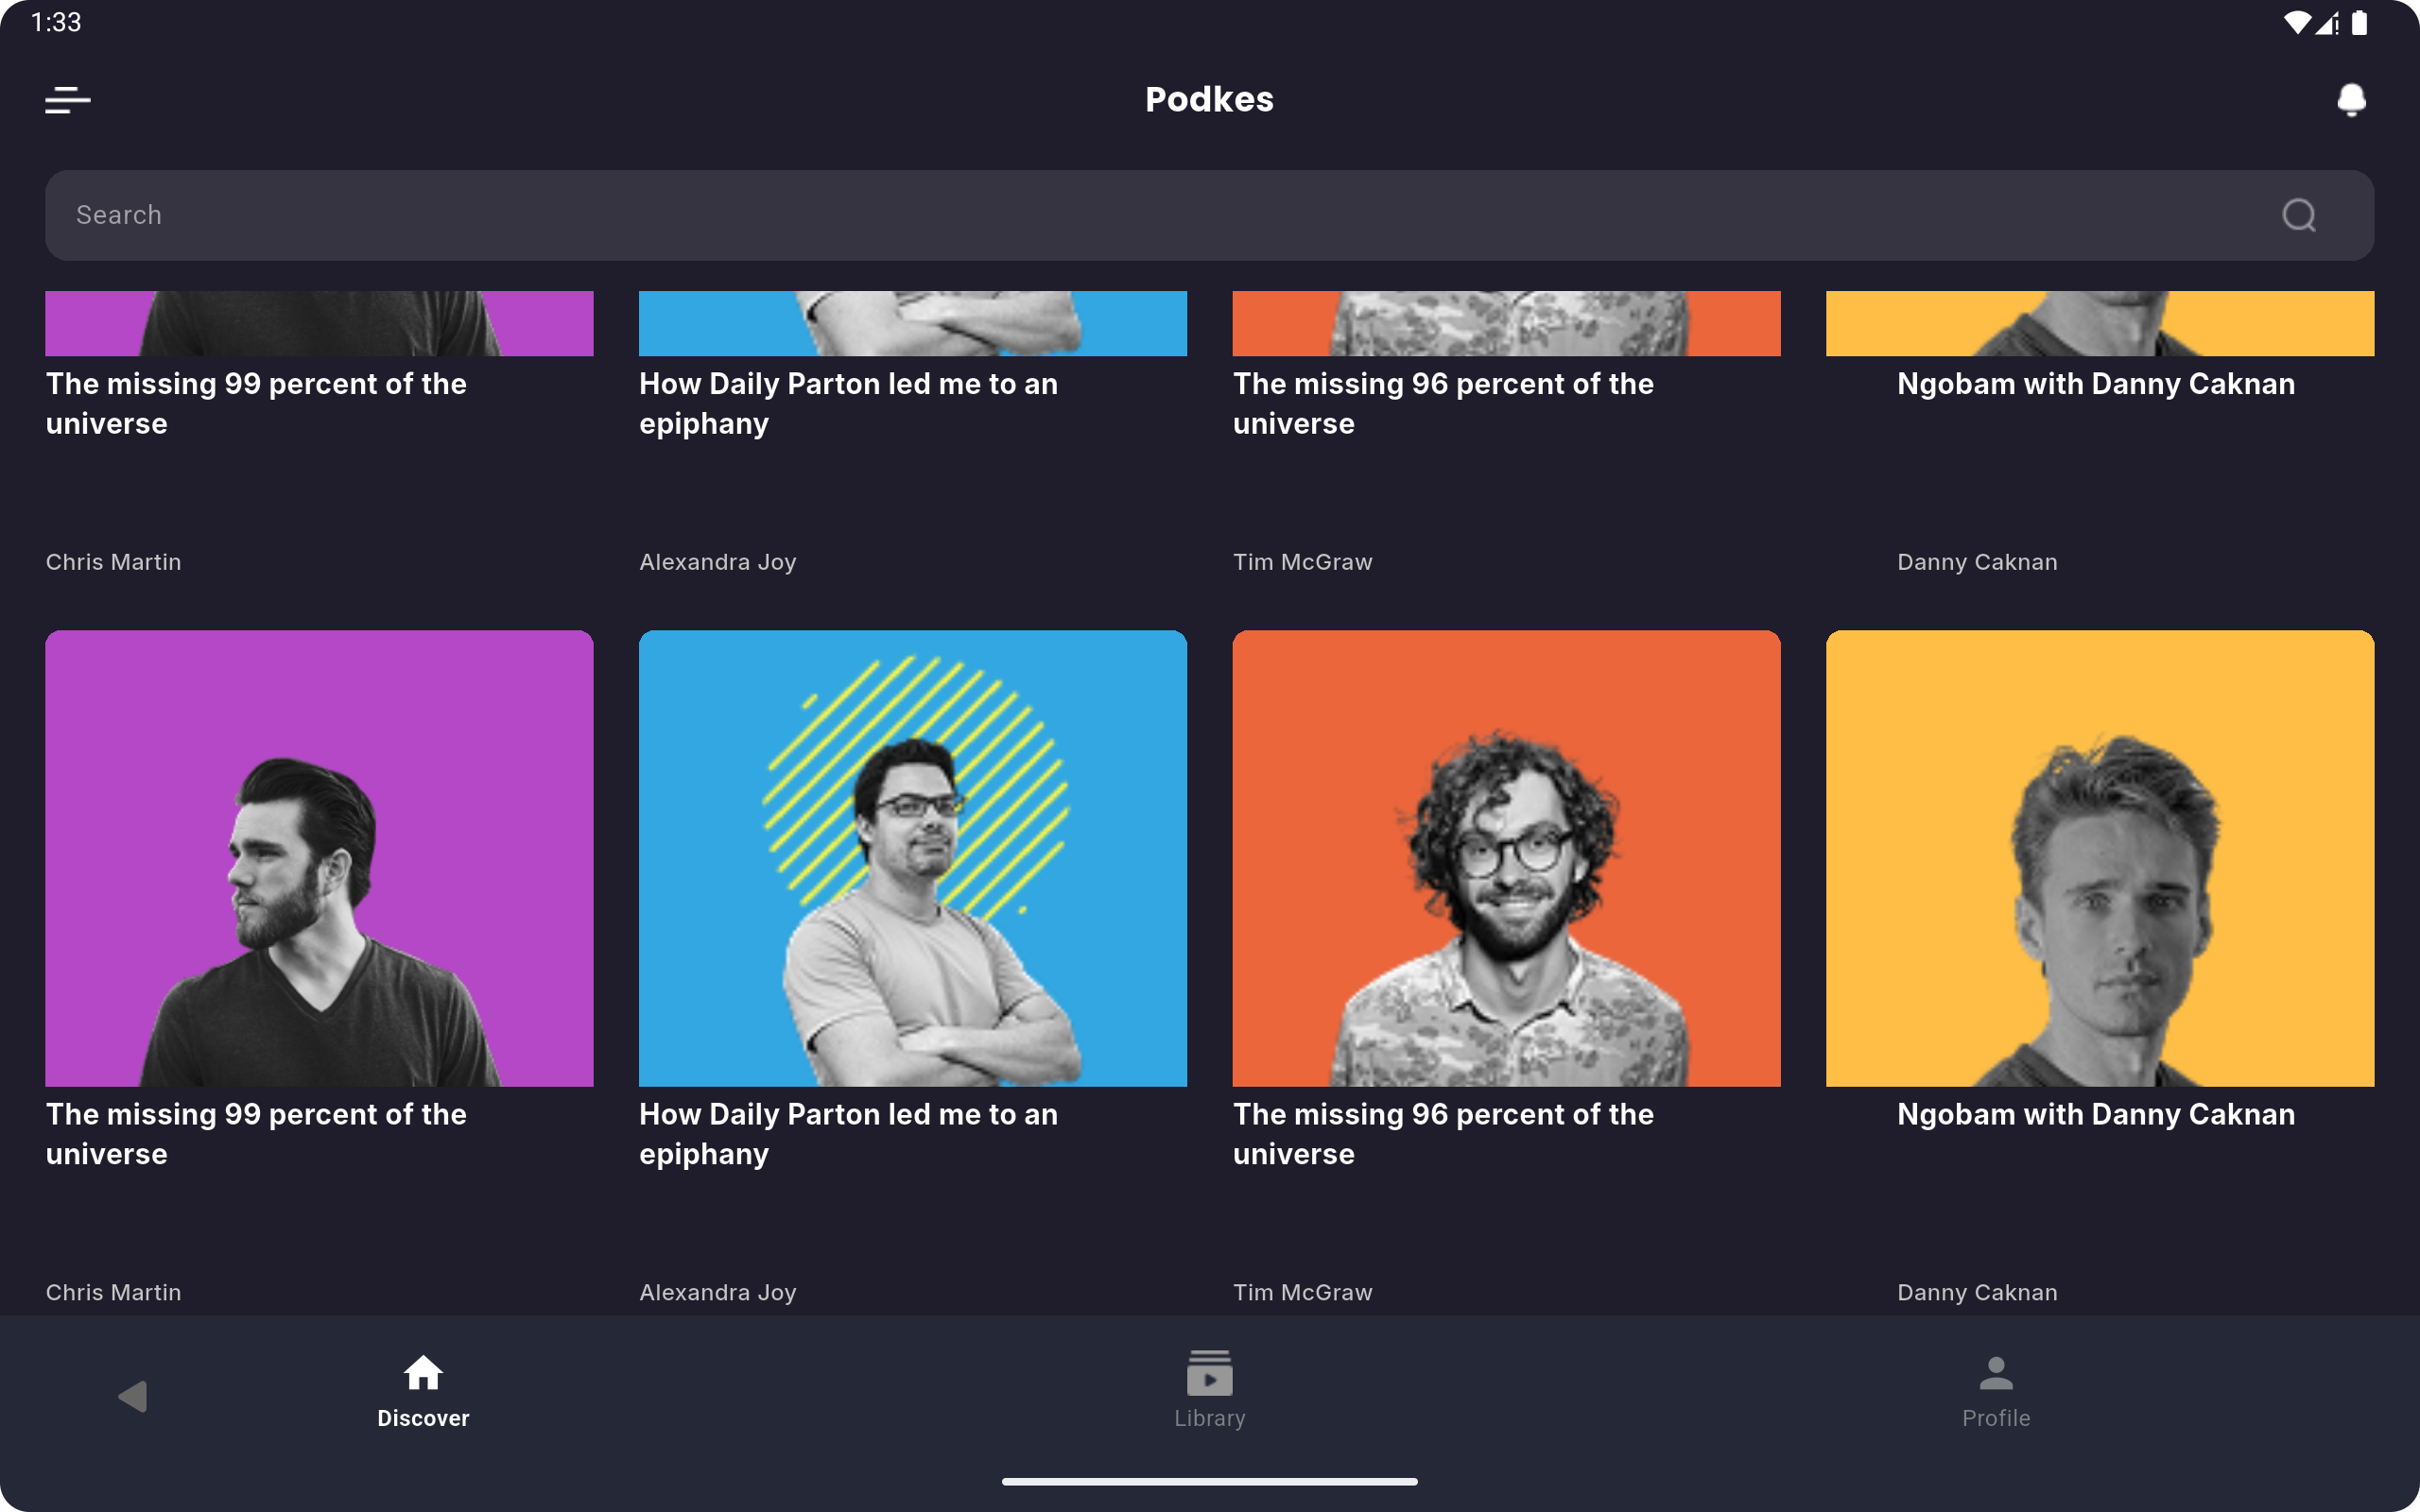 1:33
Podkes
Search
The missing 99 percent of the
universe
How Daily Parton led me to an
epiphany
The missing 96 percent of the
universe
Ngobam with Danny Caknan
Chris Martin
Alexandra Joy
Tim McGraw
Danny Caknan
The missing 99 percent of the
universe
How Daily Parton led me to an
epiphany
The missing 96 percent of the
universe
Ngobam with Danny Caknan
Chris Martin
Alexandra Joy
Tim McGraw
Danny Caknan
Discover
Library
Profile